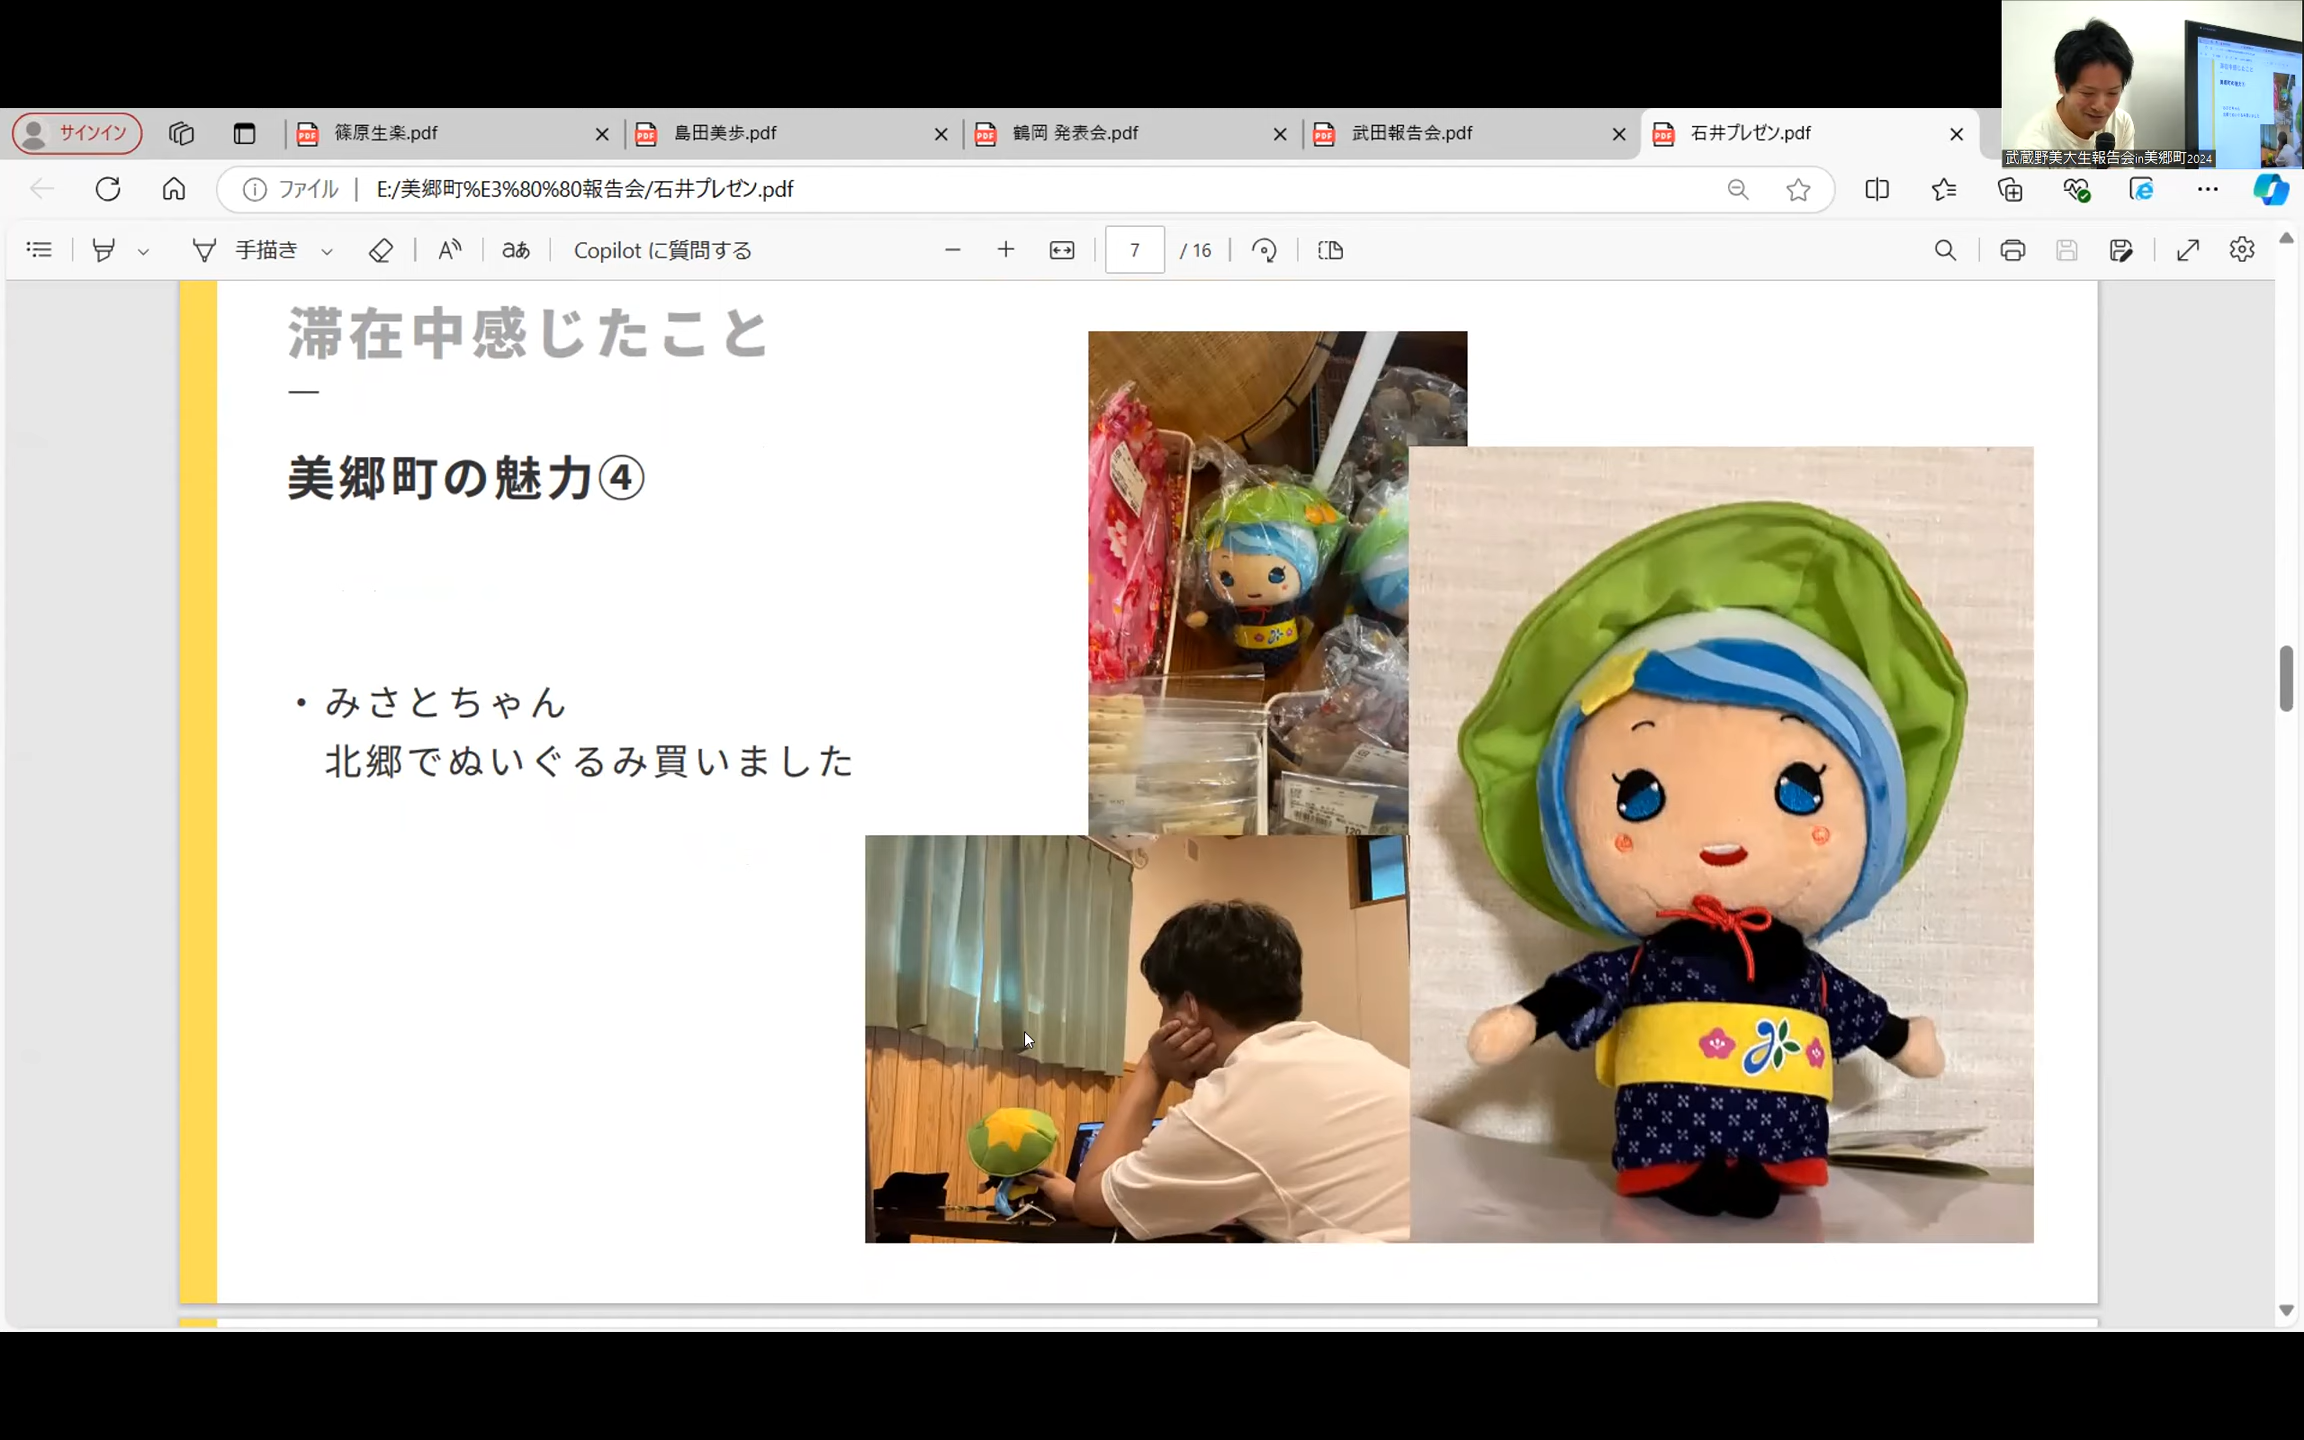 サインイン
篠原生楽.pdf
島田美歩.pdf
鶴岡 発表会.pdf
武田報告会.pdf
石井プレゼン.pdf
武蔵野美大生報告会in美郷町2024
ファイル
E:/美郷町%E3%80%80報告会/石井プレゼン.pdf
手描き
aあ
Copilot に質問する
7 / 16
滞在中感じたこと
美郷町の魅力④
・みさとちゃん
北郷でぬいぐるみ買いました
120